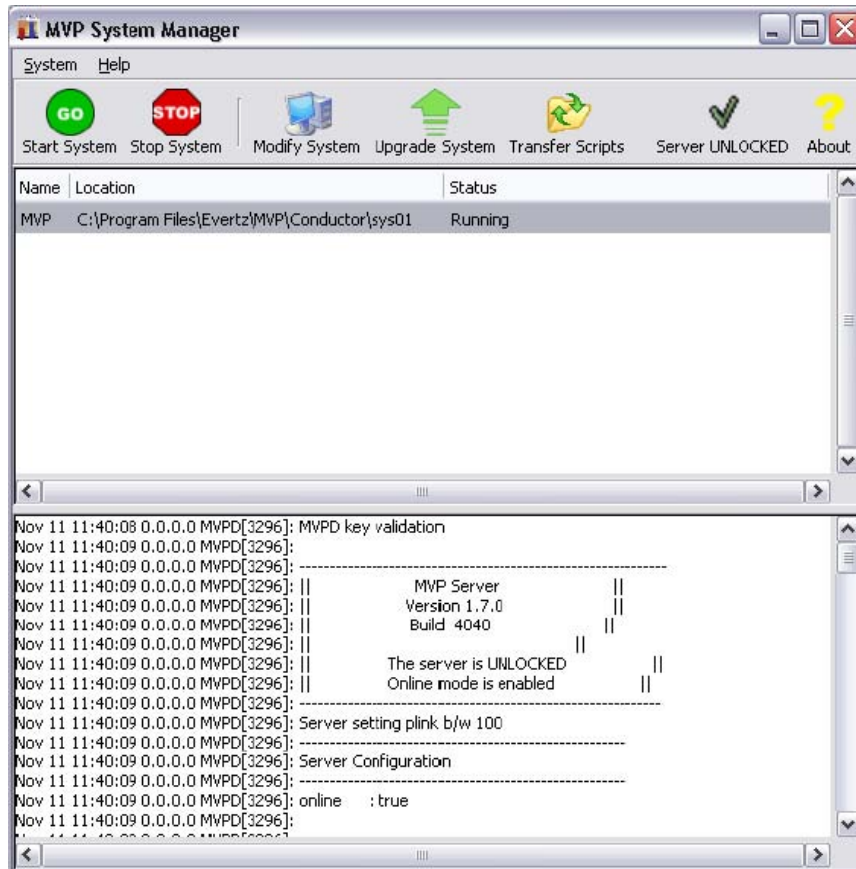 MVP System Manager
System Help
GO STOP ?
Start System Stop System Modify System Upgrade System Transfer Scripts Server UNLOCKED About
Name Location Status
MVP C:\Program Files\Evertz\MVP\Conductor\sys01 Running
Nov 11 11:40:08 0.0.0.0 MVPD[3296]: MVPD key validation
Nov 11 11:40:09 0.0.0.0 MVPD[3296]:
Nov 11 11:40:09 0.0.0.0 MVPD[3296]: ------------------------------------------------------------
Nov 11 11:40:09 0.0.0.0 MVPD[3296]: || MVP Server ||
Nov 11 11:40:09 0.0.0.0 MVPD[3296]: || Version 1.7.0 ||
Nov 11 11:40:09 0.0.0.0 MVPD[3296]: || Build 4040 ||
Nov 11 11:40:09 0.0.0.0 MVPD[3296]: || ||
Nov 11 11:40:09 0.0.0.0 MVPD[3296]: || The server is UNLOCKED ||
Nov 11 11:40:09 0.0.0.0 MVPD[3296]: || Online mode is enabled ||
Nov 11 11:40:09 0.0.0.0 MVPD[3296]: ------------------------------------------------------------
Nov 11 11:40:09 0.0.0.0 MVPD[3296]: Server setting plink b/w 100
Nov 11 11:40:09 0.0.0.0 MVPD[3296]: ------------------------------------------------------
Nov 11 11:40:09 0.0.0.0 MVPD[3296]: Server Configuration
Nov 11 11:40:09 0.0.0.0 MVPD[3296]: ------------------------------------------------------
Nov 11 11:40:09 0.0.0.0 MVPD[3296]: online : true
Nov 11 11:40:09 0.0.0.0 MVPD[3296]: